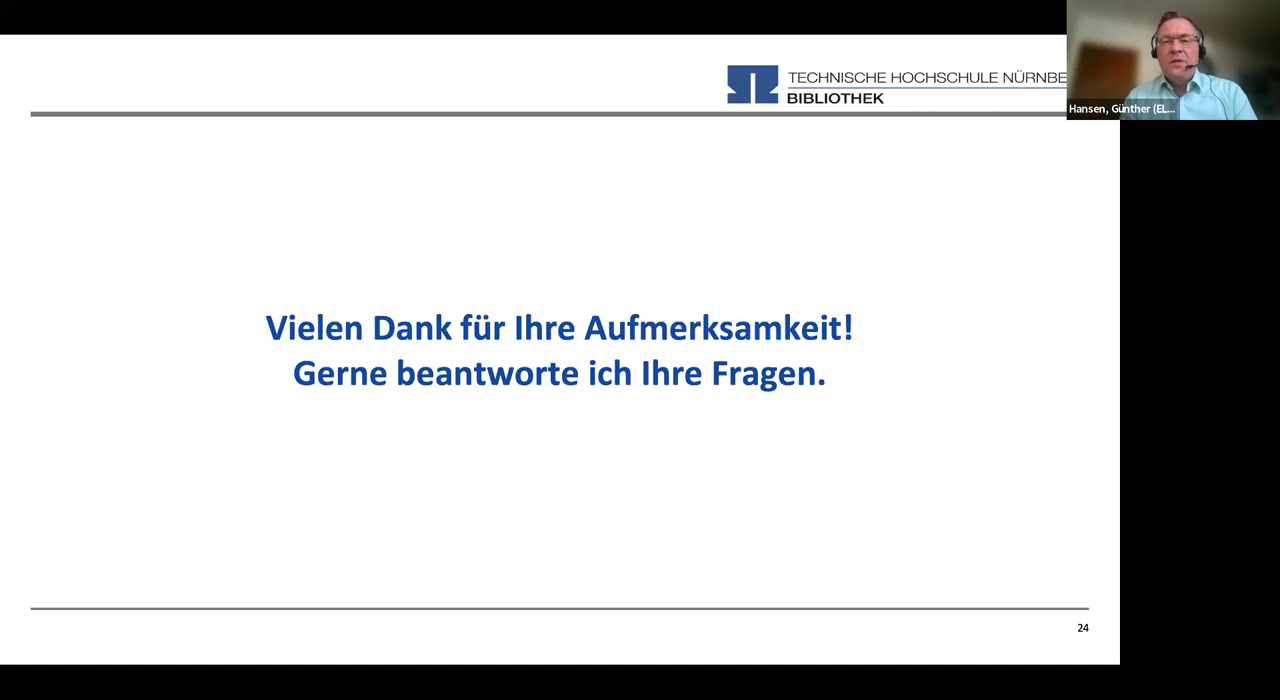 TECHNISCHE HOCHSCHULE NÜRNBE
BIBLIOTHEK
Hansen, Günther (EL...
Vielen Dank für Ihre Aufmerksamkeit!
Gerne beantworte ich Ihre Fragen.
24